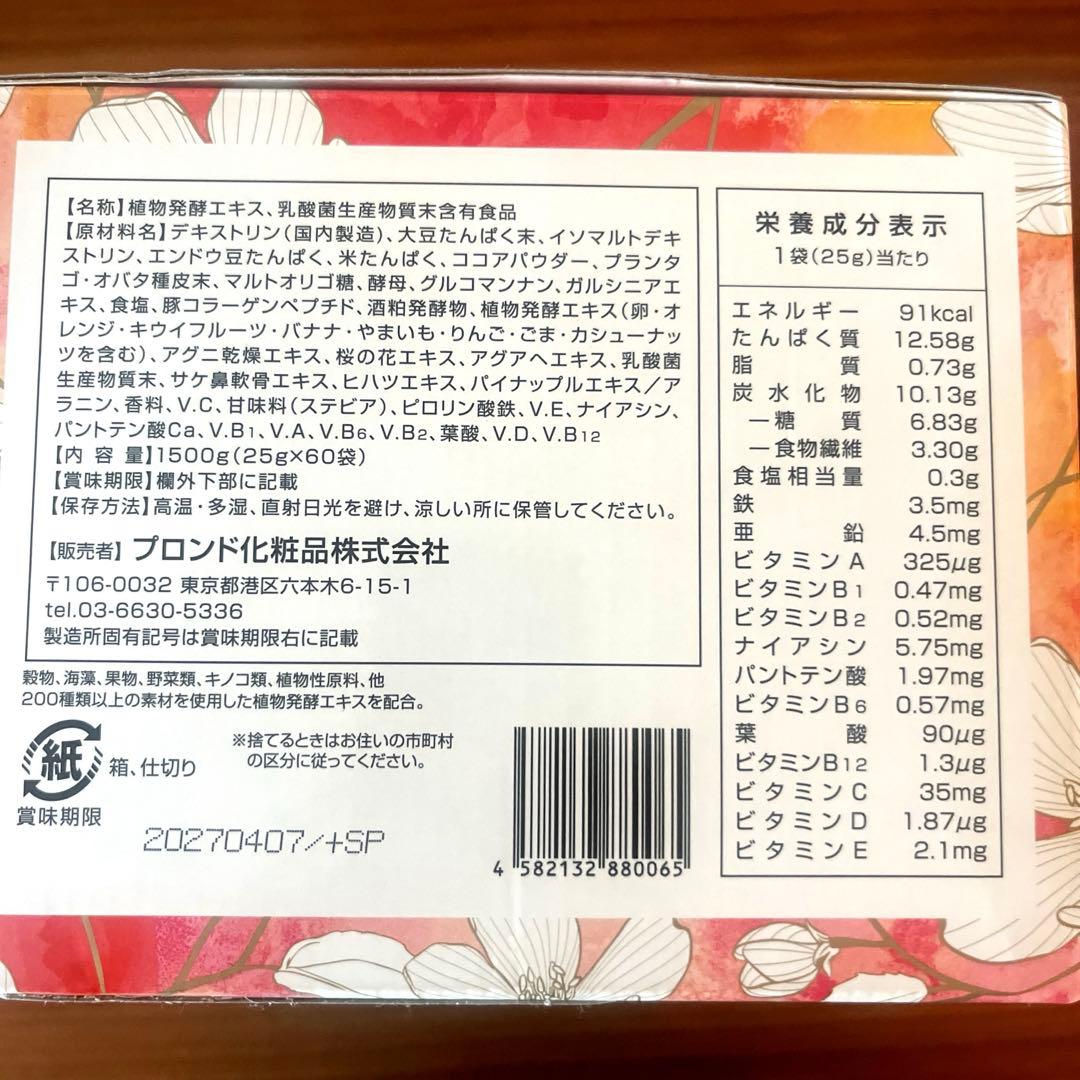 【名称】植物発酵エキス、乳酸菌生産物質末含有食品
【原材料名】デキストリン(国内製造)、大豆たんぱく末、イソマルトデキ
ストリン、エンドウ豆たんぱく、米たんぱく、ココアパウダー、プランタ
ゴ・オバタ種皮末、マルトオリゴ糖、酵母、グルコマンナン、ガルシニアエ
キス、食塩、豚コラーゲンペプチド、酒粕発酵物、植物発酵エキス(卵・オ
レンジ・キウイフルーツ・バナナ・やまいも・りんご・ごま・カシューナッ
ツを含む)、アグニ乾燥エキス、桜の花エキス、アグアヘエキス、乳酸菌
生産物質末、サケ鼻軟骨エキス、ヒハツエキス、パイナップルエキス/ア
ラニン、香料、V.C、甘味料(ステビア)、ピロリン酸鉄、V.E、ナイアシン、
パントテン酸Ca、V.B1、V.A、V.B6、V.B2、葉酸、V.D、V.B12
【内 容 量】1500g(25g×60袋)
【賞味期限】欄外下部に記載
【保存方法】高温・多湿、直射日光を避け、涼しい所に保管してください。
【販売者】プロンド化粧品株式会社
〒106-0032 東京都港区六本木6-15-1
tel.03-6630-5336
製造所固有記号は賞味期限右に記載
穀物、海藻、果物、野菜類、キノコ類、植物性原料、他
200種類以上の素材を使用した植物発酵エキスを配合。
紙
箱、仕切り
※捨てるときはお住いの市町村
の区分に従ってください。
賞味期限
20270407/+SP
4 582132 880065
栄養成分表示
1袋(25g)当たり
エネルギー 91kcal
たんぱく質 12.58g
脂質 0.73g
炭水化物 10.13g
―糖質 6.83g
―食物繊維 3.30g
食塩相当量 0.3g
鉄 3.5mg
亜鉛 4.5mg
ビタミンA 325μg
ビタミンB1 0.47mg
ビタミンB2 0.52mg
ナイアシン 5.75mg
パントテン酸 1.97mg
ビタミンB6 0.57mg
葉酸 90μg
ビタミンB12 1.3μg
ビタミンC 35mg
ビタミンD 1.87μg
ビタミンE 2.1mg